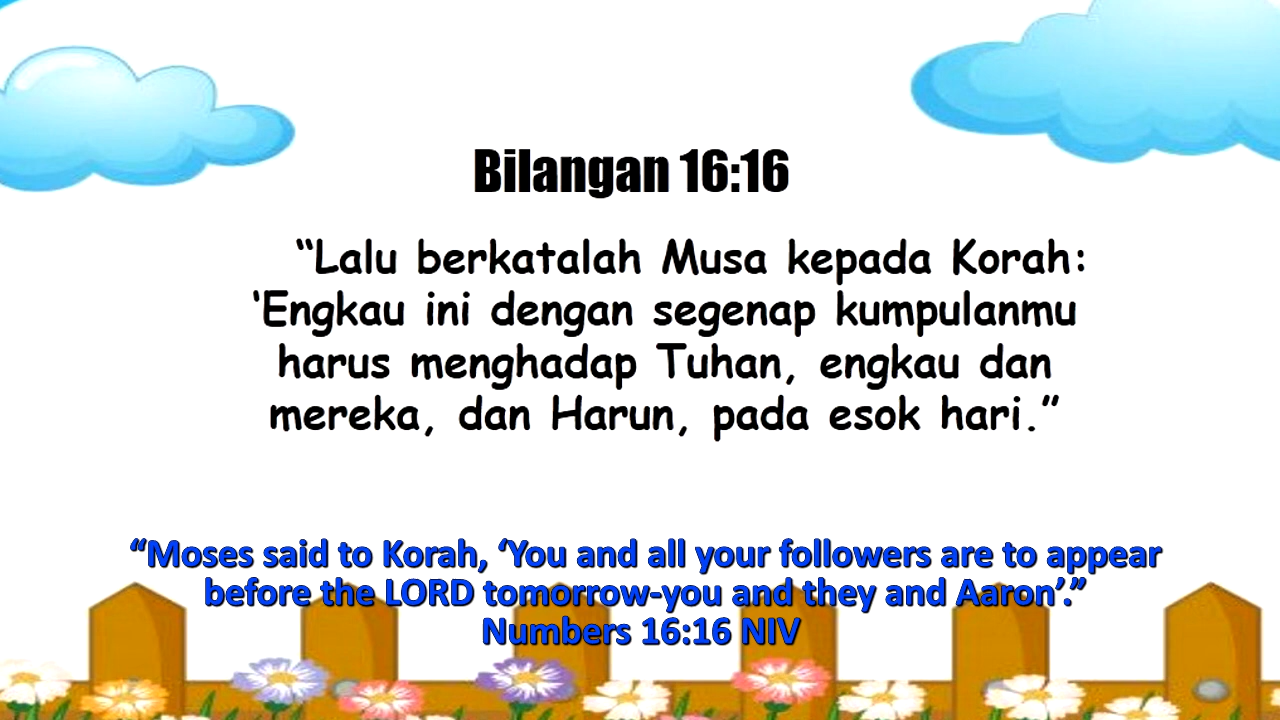 Bilangan 16:16
“Lalu berkatalah Musa kepada Korah:
‘Engkau ini dengan segenap kumpulanmu
harus menghadap Tuhan, engkau dan
mereka, dan Harun, pada esok hari.”
“Moses said to Korah, ‘You and all your followers are to appear
before the LORD tomorrow-you and they and Aaron’.”
Numbers 16:16 NIV